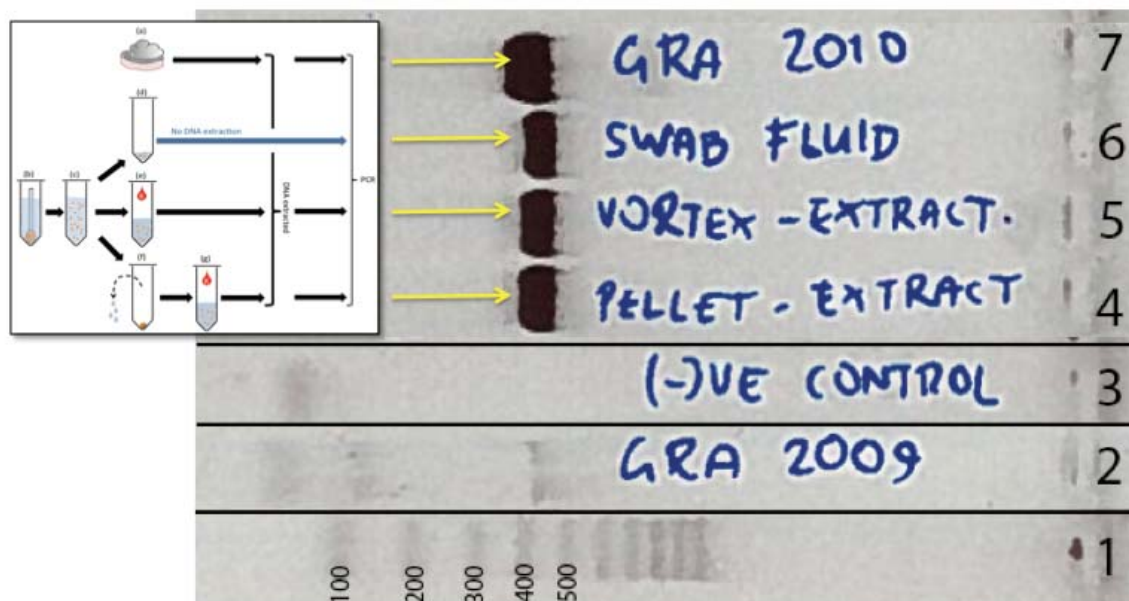 (a)
(d)
No DNA extraction
(b)
(c)
(e)
(f)
(g)
DNA extracted
PCR
GRA 2010 7
SWAB FLUID 6
VORTEX - EXTRACT. 5
PELLET - EXTRACT 4
(-)VE CONTROL 3
GRA 2009 2
1
100
200
300
400
500